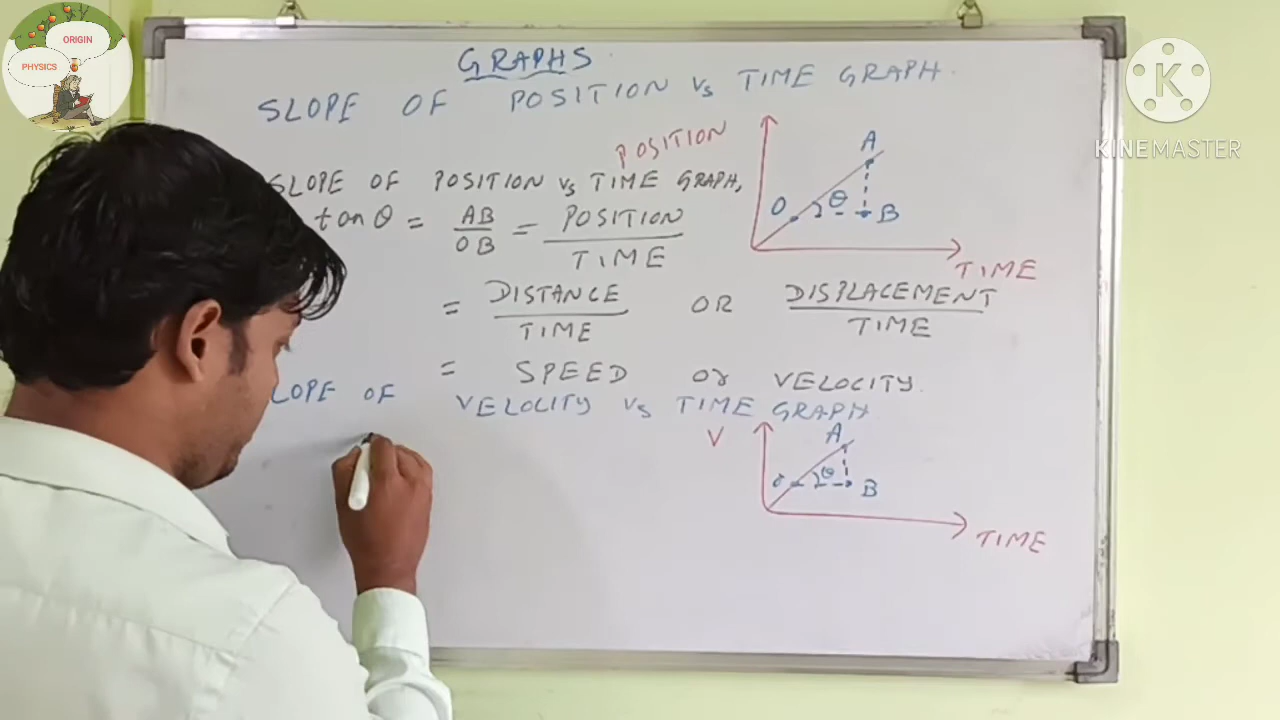 ORIGIN
PHYSICS
K
KINEMASTER
GRAPHS
SLOPE OF POSITION Vs TIME GRAPH.
POSITION
A
SLOPE OF POSITION Vs TIME GRAPH,
O θ B
tan θ = AB/OB = POSITION/TIME
TIME
= DISTANCE/TIME OR DISPLACEMENT/TIME
= SPEED or VELOCITY.
LOPE OF VELOCITY Vs TIME GRAPH
V A
O θ B
TIME